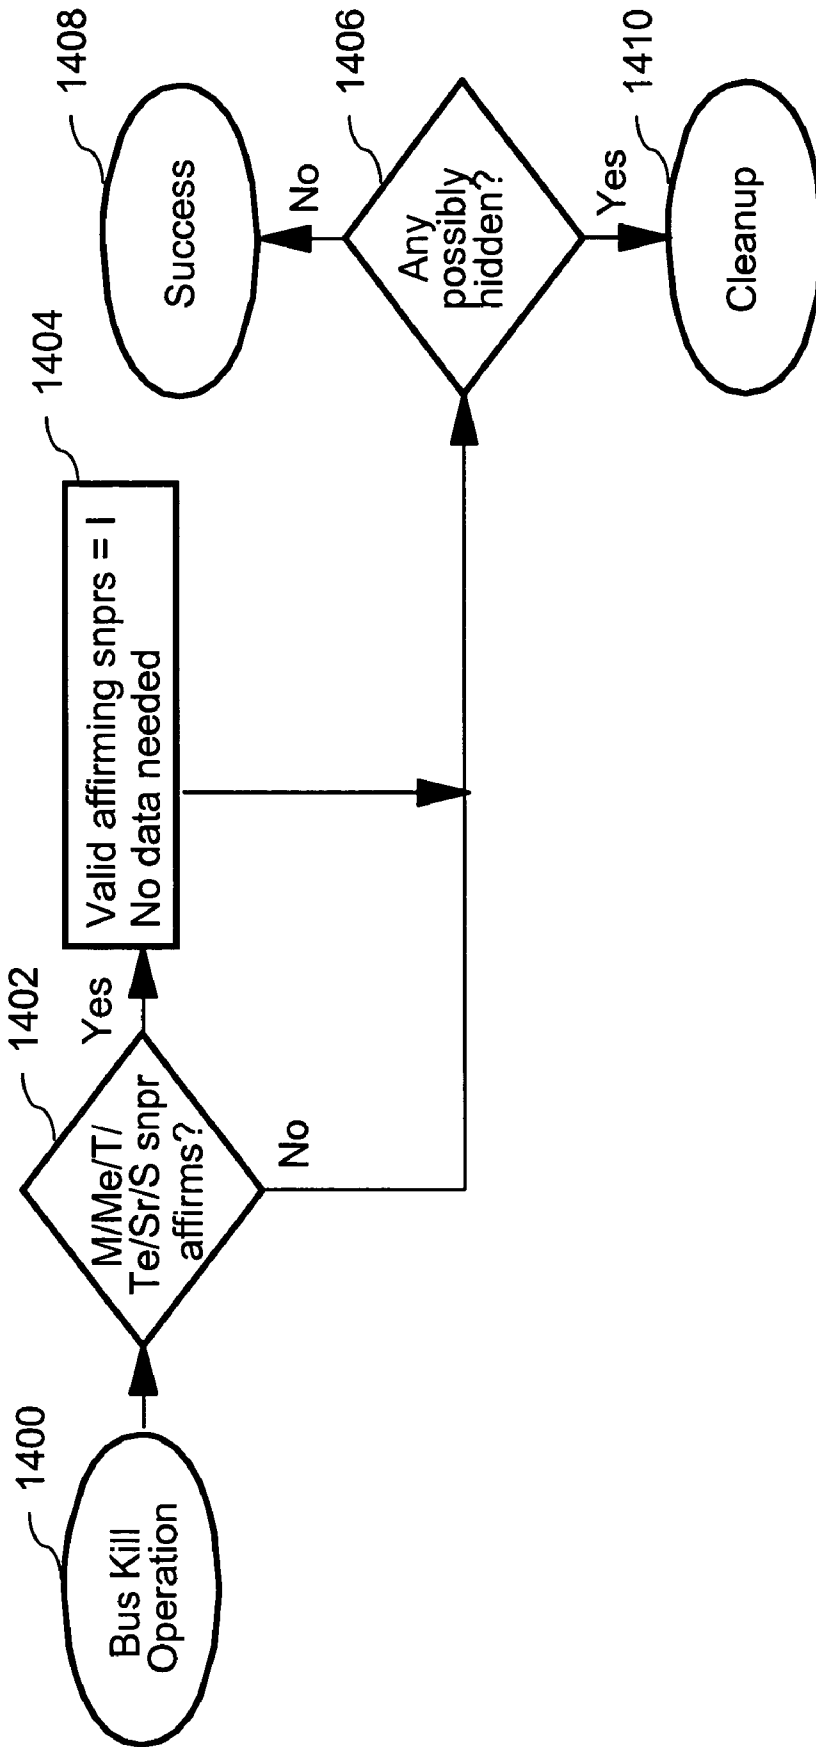 1400
Bus Kill
Operation
1402
M/Me/T/
Te/Sr/S snpr
affirms?
Yes
No
1404
Valid affirming snprs = I
No data needed
1406
Any
possibly
hidden?
No
Yes
1408
Success
1410
Cleanup